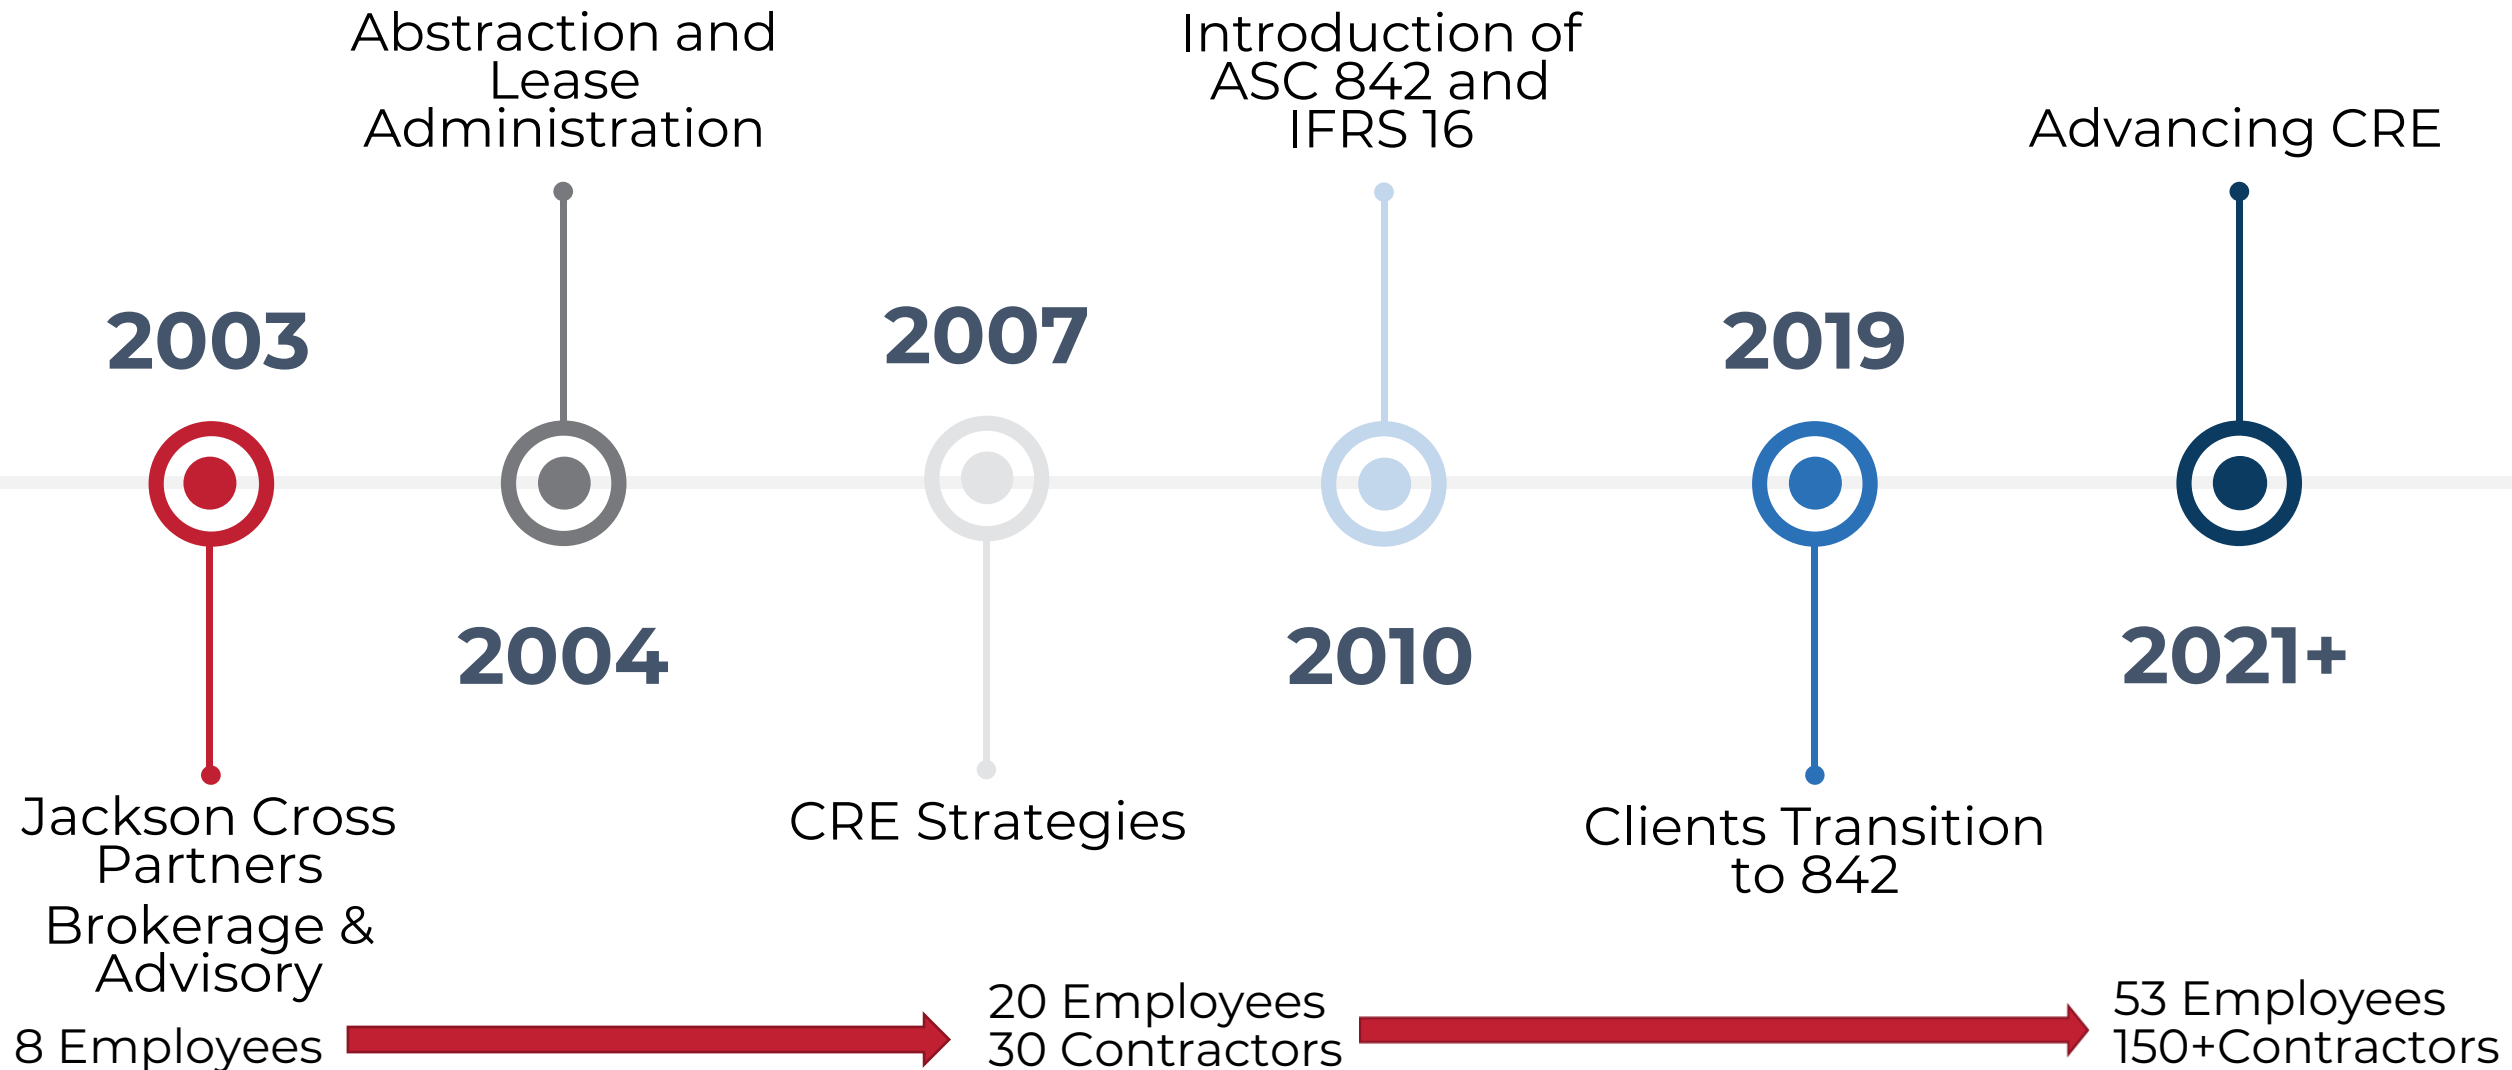 Abstraction and
Lease
Administration
Introduction of
ASC 842 and
IFRS 16
Advancing CRE
2003
2007
2019
2004
2010
2021+
Jackson Cross
Partners
Brokerage &
Advisory
CRE Strategies
Clients Transition
to 842
8 Employees
20 Employees
30 Contractors
53 Employees
150+Contractors